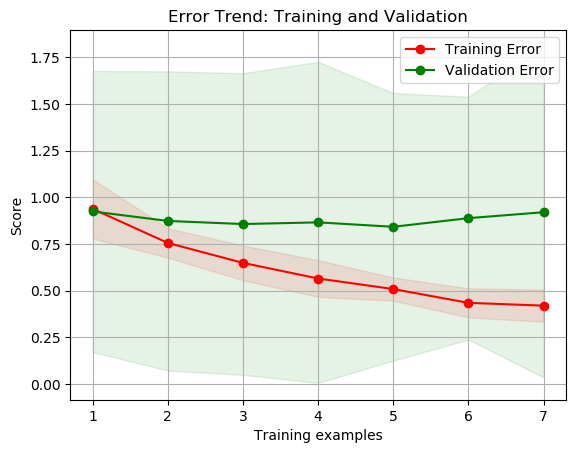 Error Trend: Training and Validation
Training Error
Validation Error
Score
1.75
1.50
1.25
1.00
0.75
0.50
0.25
0.00
1 2 3 4 5 6 7
Training examples